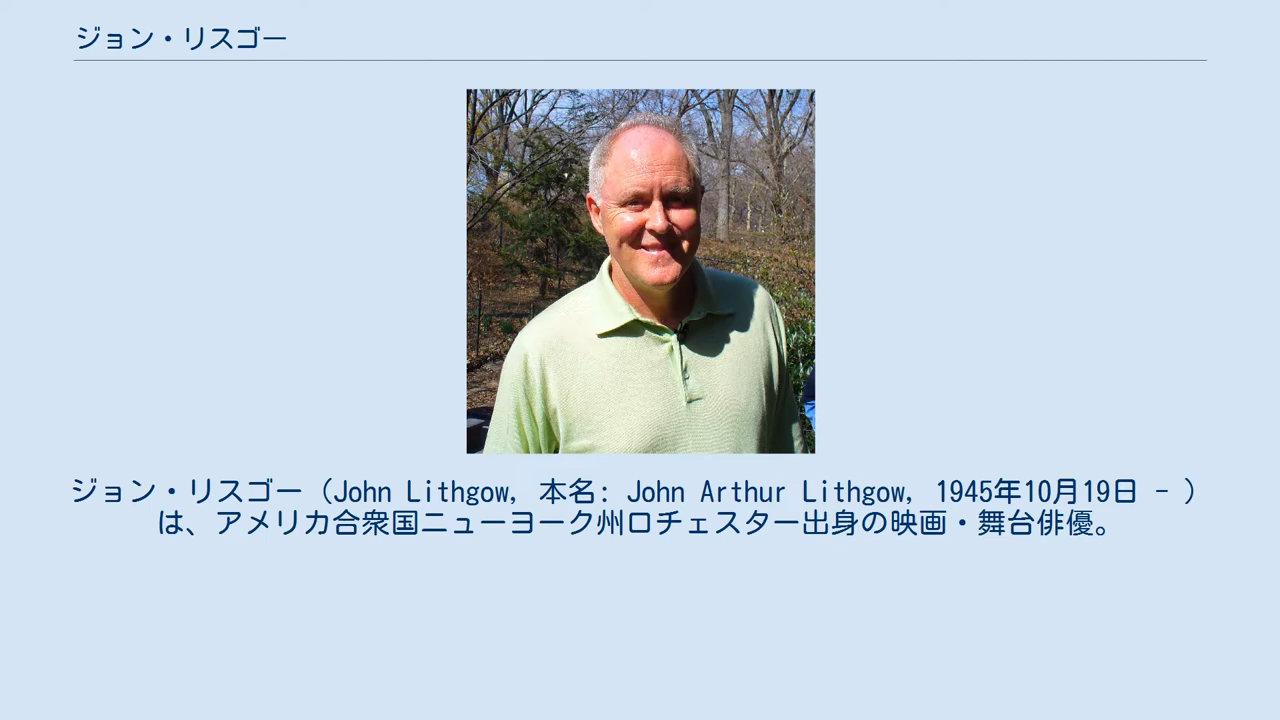 ジョン・リスゴー
ジョン・リスゴー（John Lithgow, 本名: John Arthur Lithgow, 1945年10月19日 - ）
は、アメリカ合衆国ニューヨーク州ロチェスター出身の映画・舞台俳優。